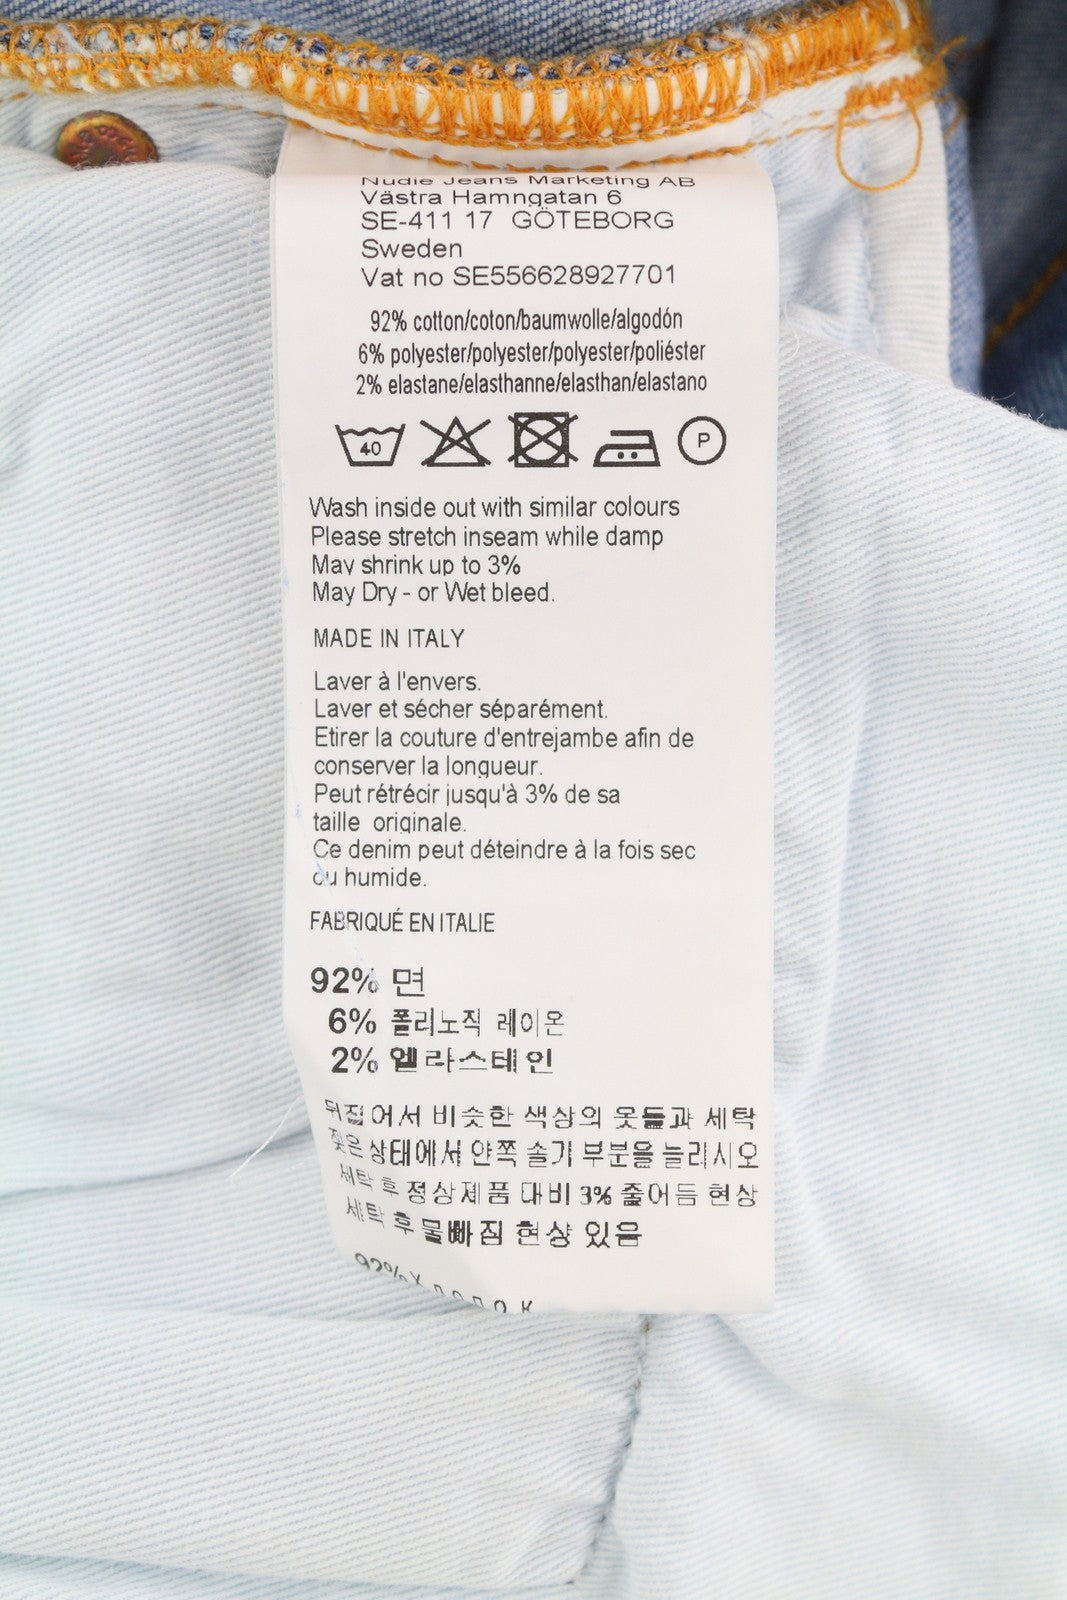 Nudie Jeans Marketing AB
Västra Hamngatan 6
SE-411 17 GÖTEBORG
Sweden
Vat no SE556628927701
92% cotton/coton/baumwolle/algodón
6% polyester/polyester/polyester/poliéster
2% elastane/elasthanne/elasthan/elastano
40 P
Wash inside out with similar colours
Please stretch inseam while damp
May shrink up to 3%
May Dry - or Wet bleed.
MADE IN ITALY
Laver à l'envers.
Laver et sécher séparément.
Etirer la couture d'entrejambe afin de
conserver la longueur.
Peut rétrécir jusqu'à 3% de sa
taille originale.
Ce denim peut déteindre à la fois sec
ou humide.
FABRIQUÉ EN ITALIE
92% 면
6% 폴리노직 레이온
2% 엘라스테인
뒤집어서 비슷한 색상의 옷들과 세탁
젖은 상태에서 안쪽 솔기 부분을 늘리시오
세탁 후 정상제품 대비 3% 줄어듬 현상
세탁 후 물빠짐 현상 있음
92%